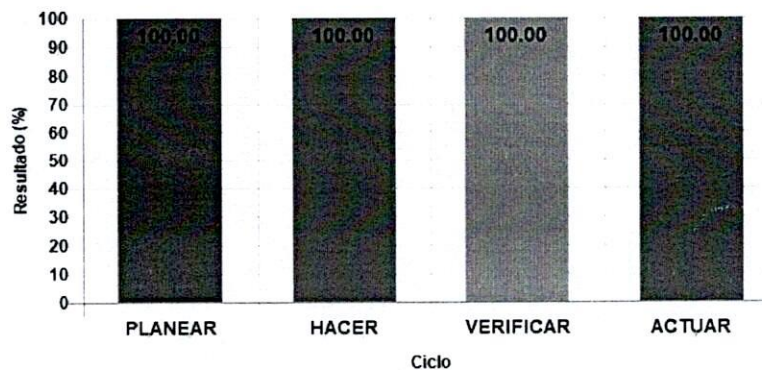 100
90
80
70
60
50
40
30
20
10
0
Resultado (%)
100.00 100.00 100.00 100.00
PLANEAR HACER VERIFICAR ACTUAR
Ciclo